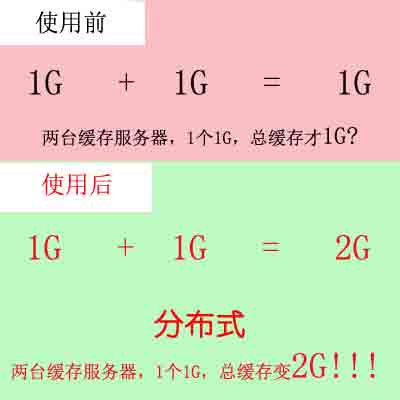 使用前
1G + 1G = 1G
两台缓存服务器，1个1G，总缓存才1G?
使用后
1G + 1G = 2G
分布式
两台缓存服务器，1个1G，总缓存变2G!!!